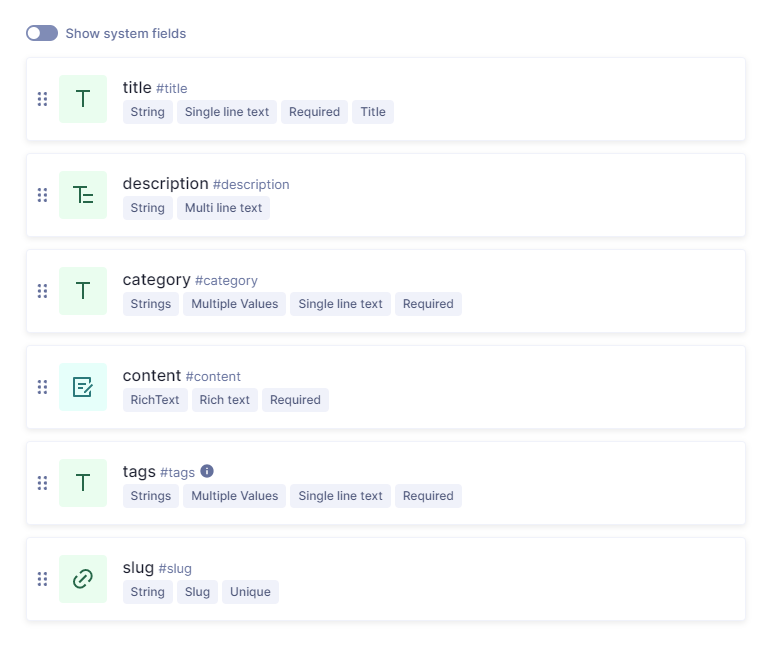 Show system fields
title #title
String Single line text Required Title
description #description
String Multi line text
category #category
Strings Multiple Values Single line text Required
content #content
RichText Rich text Required
tags #tags
Strings Multiple Values Single line text Required
slug #slug
String Slug Unique